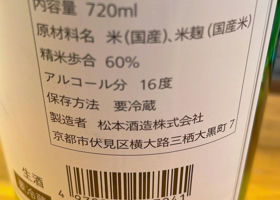 内容量 720ml
原材料名 米(国産)、米麹(国産米)
精米歩合 60%
アルコール分 16度
保存方法 要冷蔵
製造者 松本酒造株式会社
京都市伏見区横大路三栖大黒町7
生酒